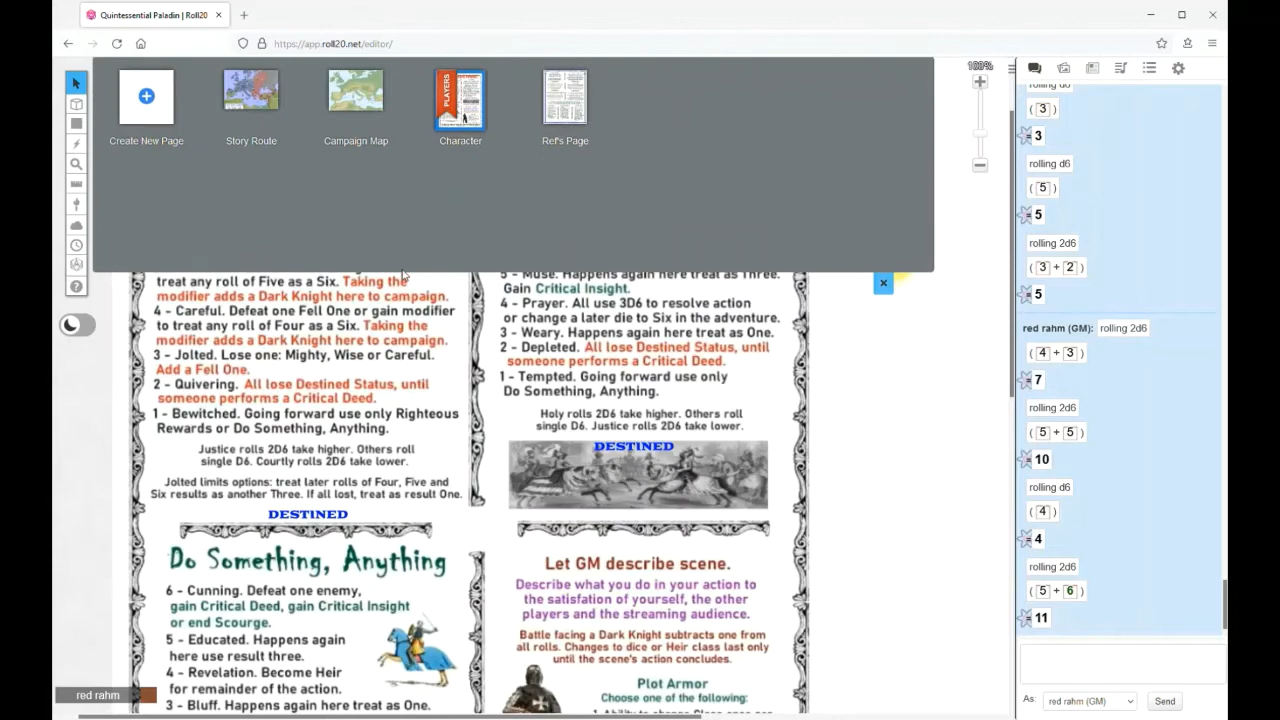 Quintessential Paladin | Roll20
https://app.roll20.net/editor/
100%
PLAYERS
Create New Page
Story Route
Campaign Map
Character
Ref's Page
treat any roll of Five as a Six. Taking the
modifier adds a Dark Knight here to campaign.
4 - Careful. Defeat one Fell One or gain modifier
to treat any roll of Four as a Six. Taking the
modifier adds a Dark Knight here to campaign.
3 - Jolted. Lose one: Mighty, Wise or Careful.
Add a Fell One.
2 - Quivering. All lose Destined Status, until
someone performs a Critical Deed.
1 - Bewitched. Going forward use only Righteous
Rewards or Do Something, Anything.
Justice rolls 2D6 take higher. Others roll
single D6. Courtly rolls 2D6 take lower.
Jolted limits options: treat later rolls of Four, Five and
Six results as another Three. If all lost, treat as result One.
DESTINED
Do Something, Anything
6 - Cunning. Defeat one enemy,
gain Critical Deed, gain Critical Insight
or end Scourge.
5 - Educated. Happens again
here use result three.
4 - Revelation. Become Heir
for remainder of the action.
3 - Bluff. Happens again here treat as One.
5 - Muse. Happens again here treat as Three.
Gain Critical Insight.
4 - Prayer. All use 3D6 to resolve action
or change a later die to Six in the adventure.
3 - Weary. Happens again here treat as One.
2 - Depleted. All lose Destined Status, until
someone performs a Critical Deed.
1 - Tempted. Going forward use only
Do Something, Anything.
Holy rolls 2D6 take higher. Others roll
single D6. Justice rolls 2D6 take lower.
DESTINED
Let GM describe scene.
Describe what you do in your action to
the satisfaction of yourself, the other
players and the streaming audience.
Battle facing a Dark Knight subtracts one from
all rolls. Changes to dice or Heir class last only
until the scene's action concludes.
Plot Armor
Choose one of the following:
red rahm
rolling d6
(3)
= 3
rolling d6
(5)
= 5
rolling 2d6
(3 + 2)
= 5
red rahm (GM): rolling 2d6
(4 + 3)
= 7
rolling 2d6
(5 + 5)
= 10
rolling d6
(4)
= 4
rolling 2d6
(5 + 6)
= 11
As: red rahm (GM) Send